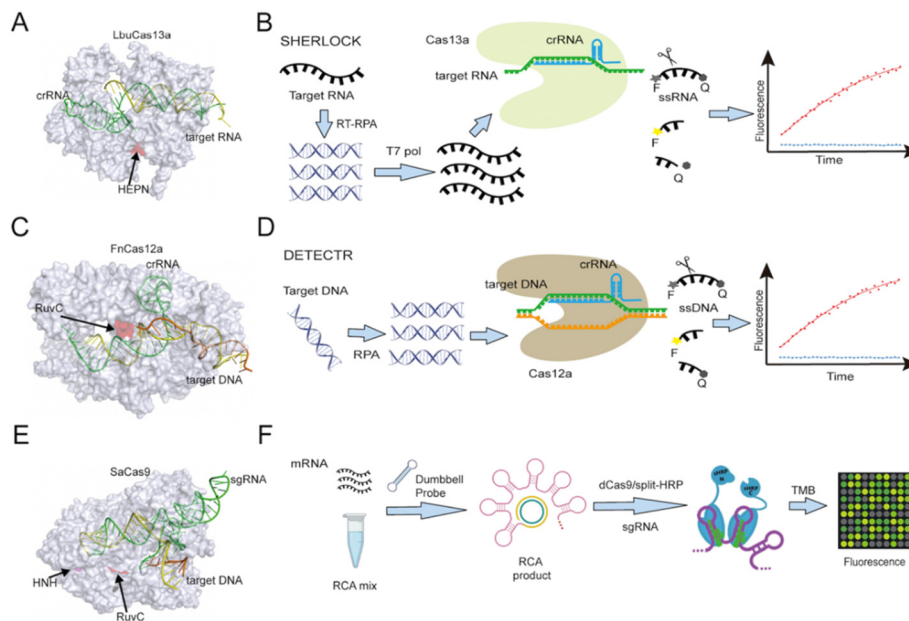 A
LbuCas13a
crRNA
target RNA
HEPN
B
SHERLOCK
Target RNA
RT-RPA
T7 pol
Cas13a
crRNA
target RNA
F
Q
ssRNA
F
Q
Fluorescence
Time
C
FnCas12a
crRNA
RuvC
target DNA
D
DETECTR
Target DNA
RPA
crRNA
target DNA
Cas12a
F
Q
ssDNA
F
Q
Fluorescence
Time
E
SaCas9
sgRNA
target DNA
HNH
RuvC
F
mRNA
Dumbbell
Probe
RCA mix
RCA
product
dCas9/split-HRP
sgRNA
sHRP
N
sHRP
C
TMB
Fluorescence